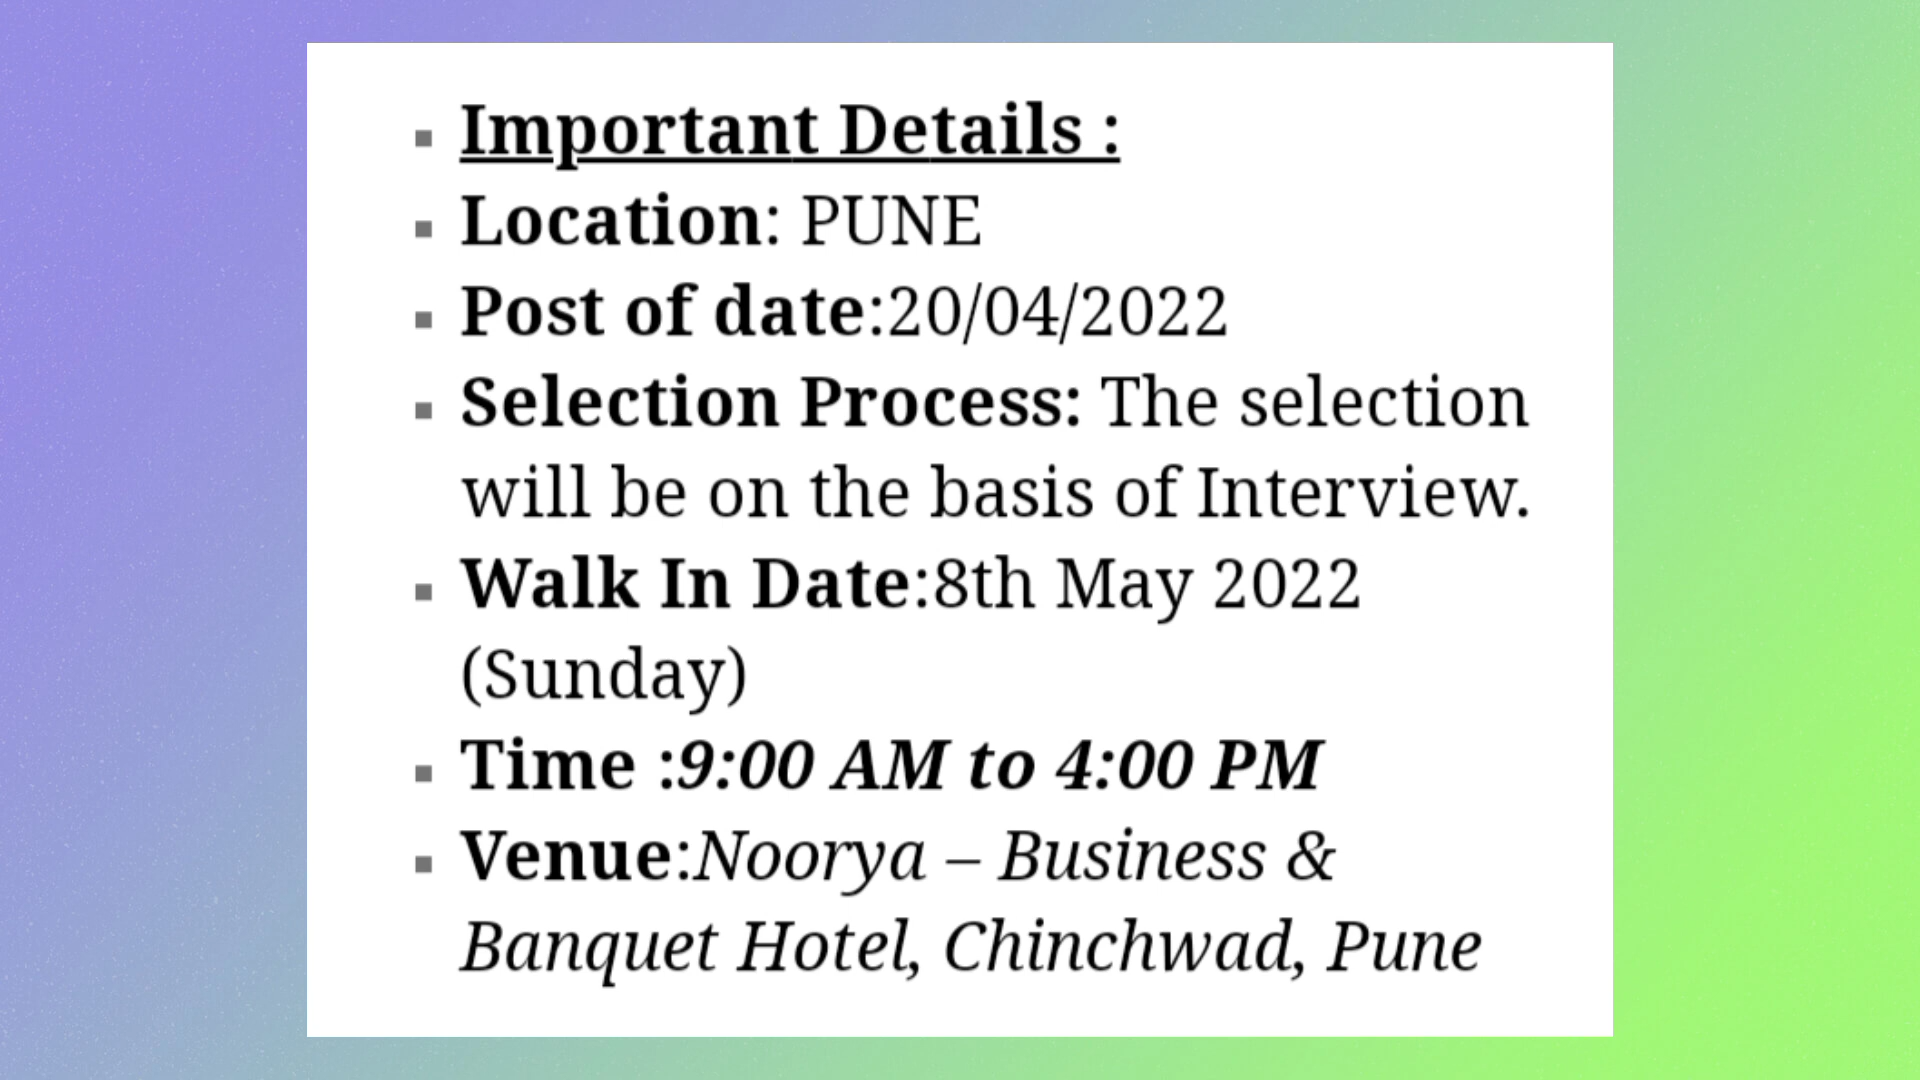 Important Details :
Location: PUNE
Post of date:20/04/2022
Selection Process: The selection
will be on the basis of Interview.
Walk In Date:8th May 2022
(Sunday)
Time :9:00 AM to 4:00 PM
Venue:Noorya – Business &
Banquet Hotel, Chinchwad, Pune